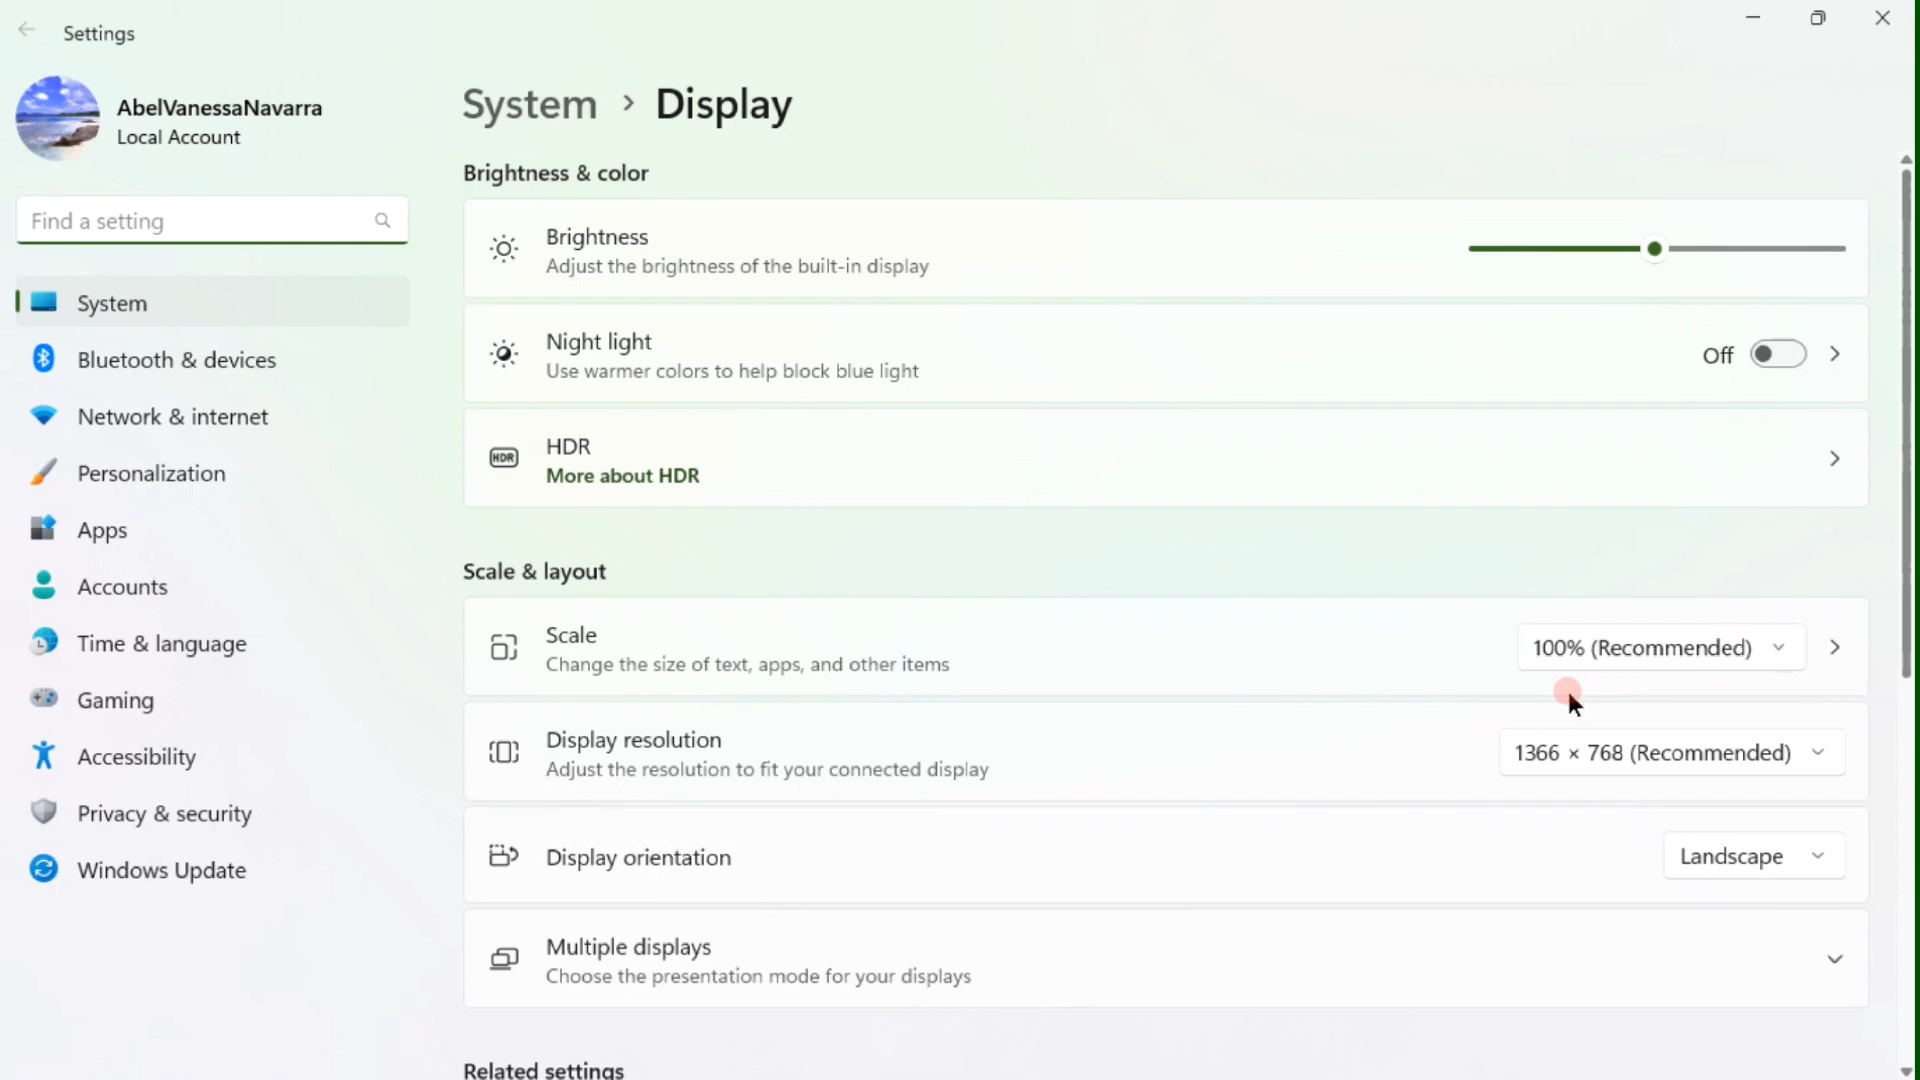 Settings
AbelVanessaNavarra
Local Account
Find a setting
System
Bluetooth & devices
Network & internet
Personalization
Apps
Accounts
Time & language
Gaming
Accessibility
Privacy & security
Windows Update
System > Display
Brightness & color
Brightness
Adjust the brightness of the built-in display
Night light
Use warmer colors to help block blue light
Off
HDR
HDR
More about HDR
Scale & layout
Scale
Change the size of text, apps, and other items
100% (Recommended)
Display resolution
Adjust the resolution to fit your connected display
1366 × 768 (Recommended)
Display orientation
Landscape
Multiple displays
Choose the presentation mode for your displays
Related settings